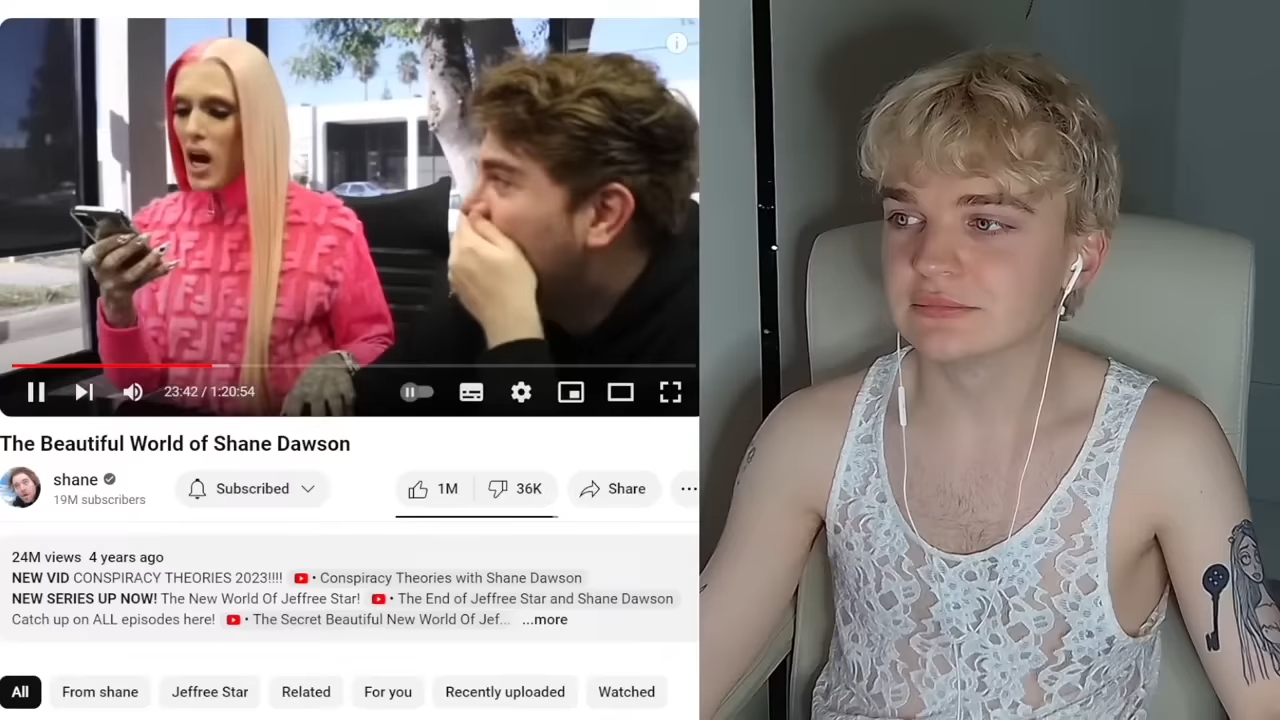 23:42 / 1:20:54
The Beautiful World of Shane Dawson
shane
19M subscribers
Subscribed
1M
36K
Share
...
24M views 4 years ago
NEW VID CONSPIRACY THEORIES 2023!!!! • Conspiracy Theories with Shane Dawson
NEW SERIES UP NOW! The New World Of Jeffree Star! • The End of Jeffree Star and Shane Dawson
Catch up on ALL episodes here! • The Secret Beautiful New World Of Jef... ...more
All
From shane
Jeffree Star
Related
For you
Recently uploaded
Watched